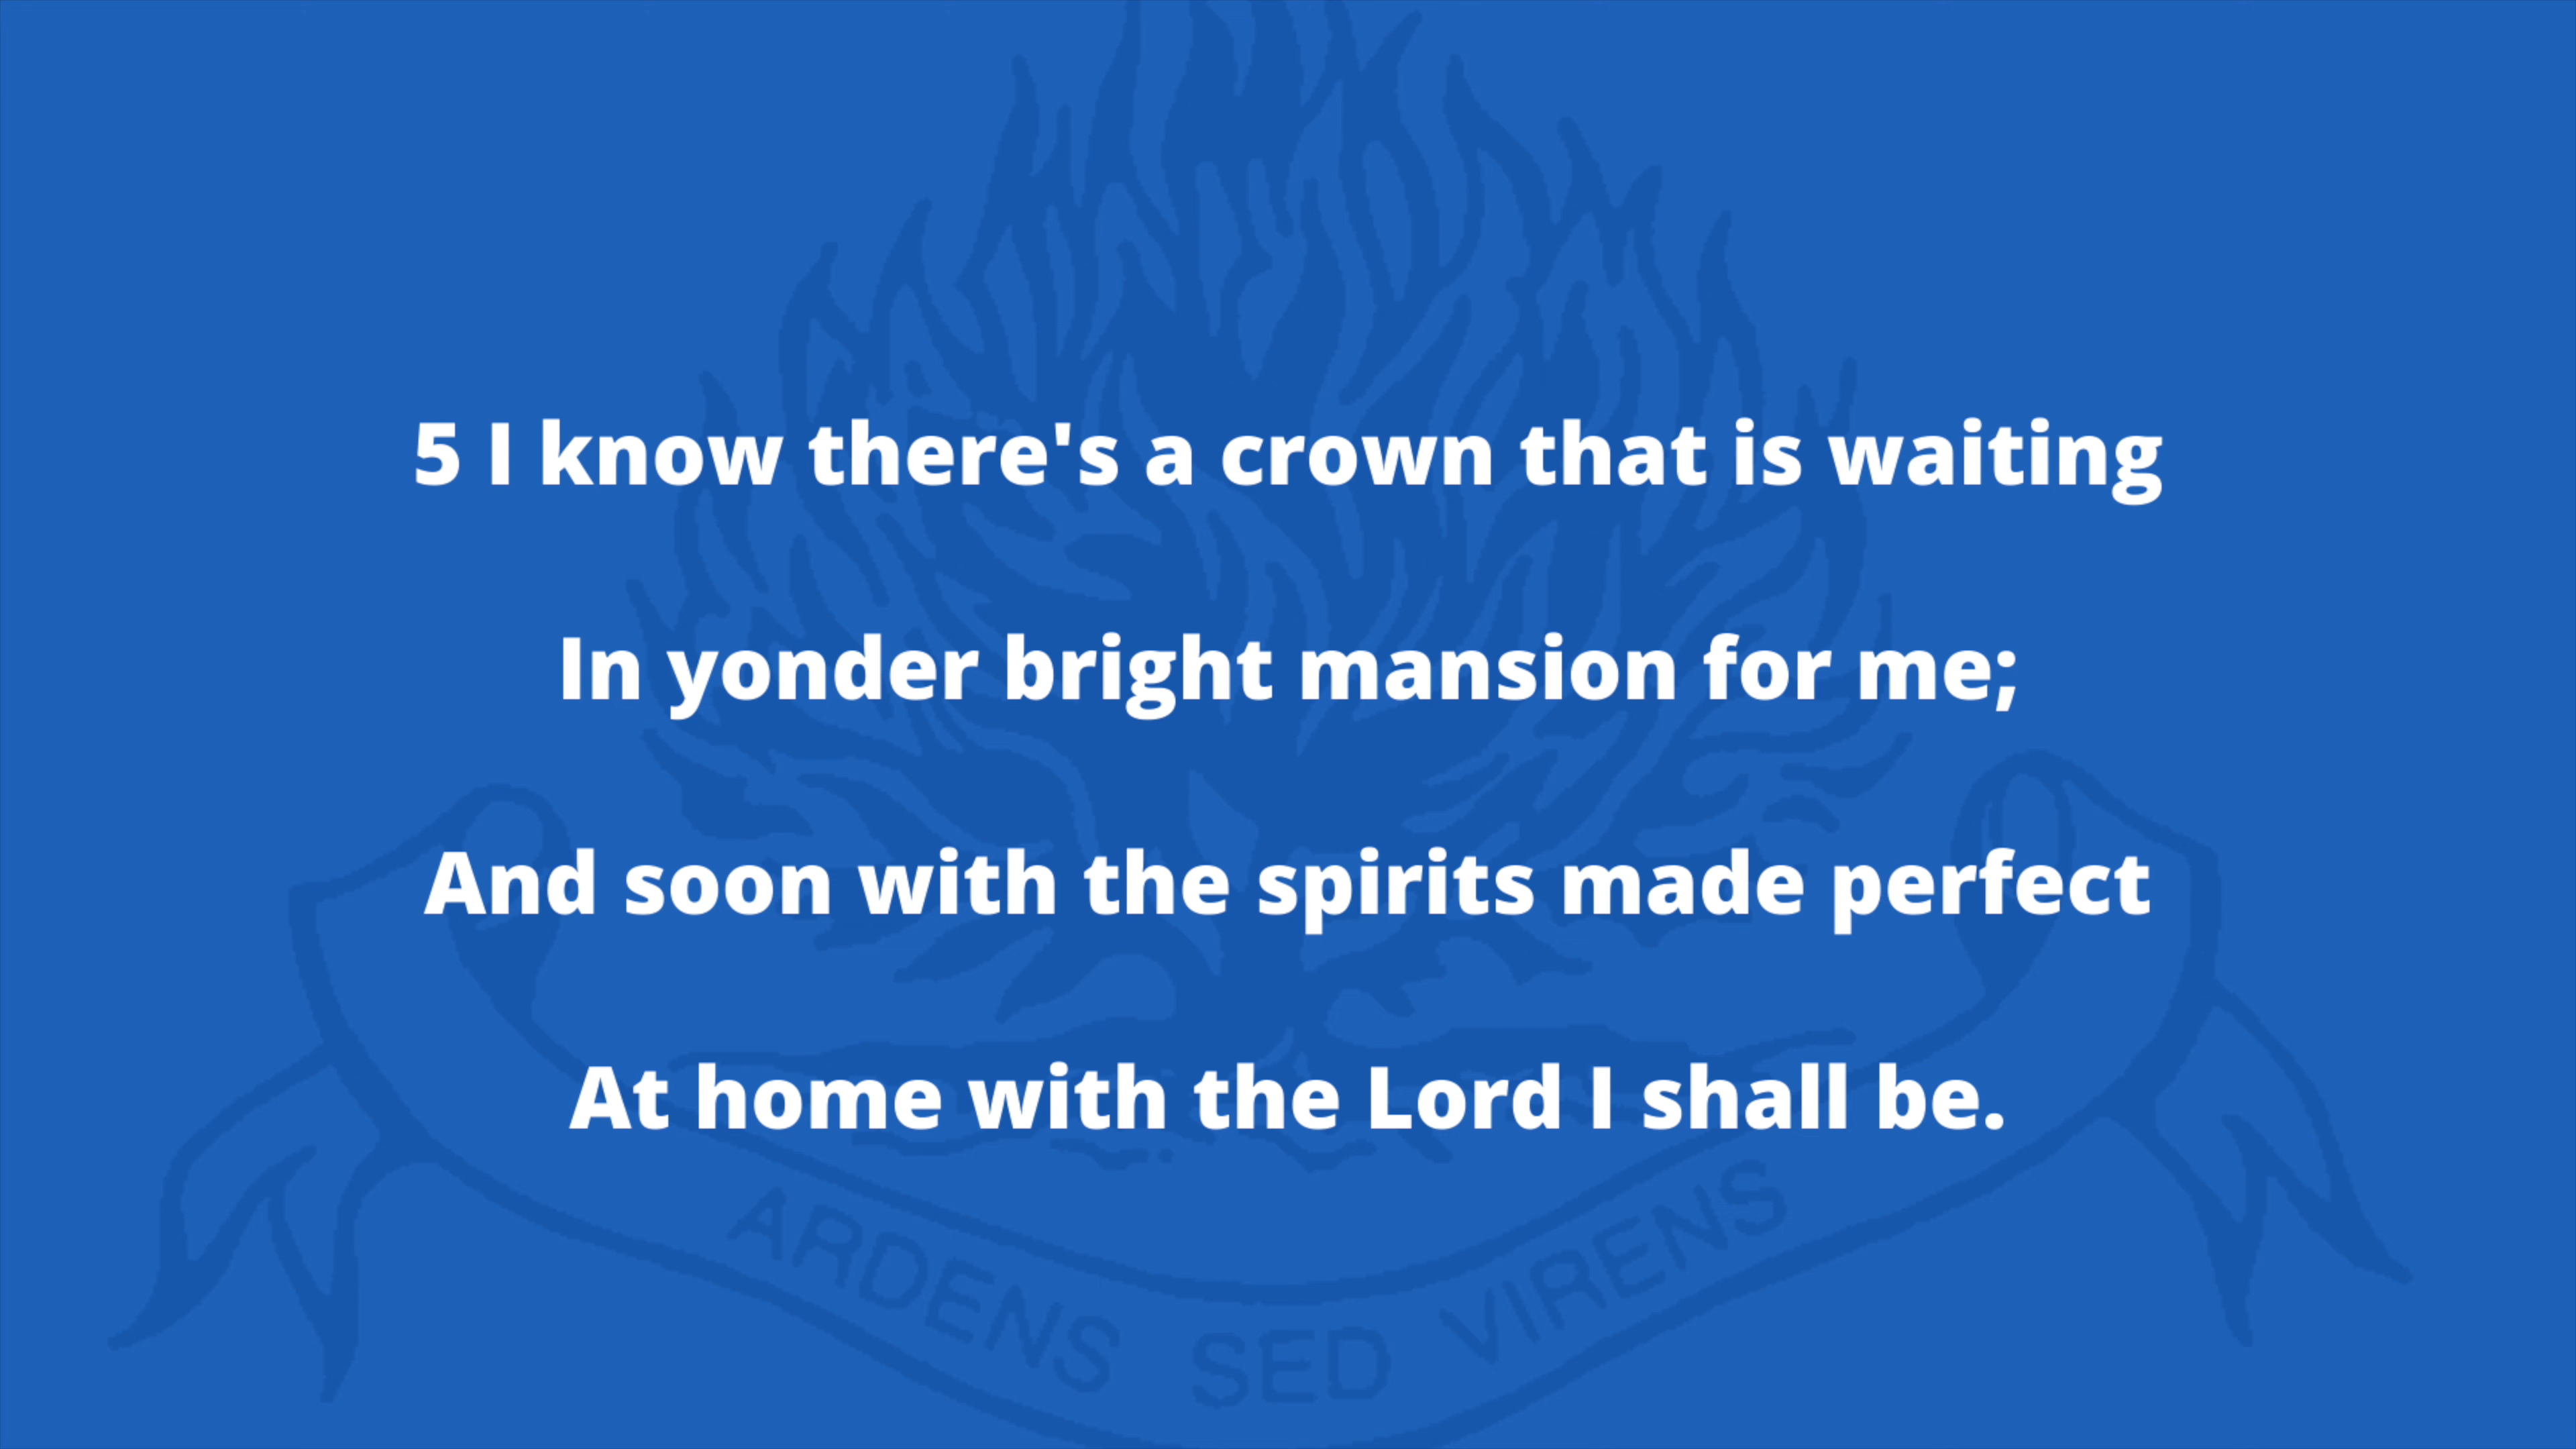 5 I know there's a crown that is waiting
In yonder bright mansion for me;
And soon with the spirits made perfect
At home with the Lord I shall be.
ARDENS SED VIRENS